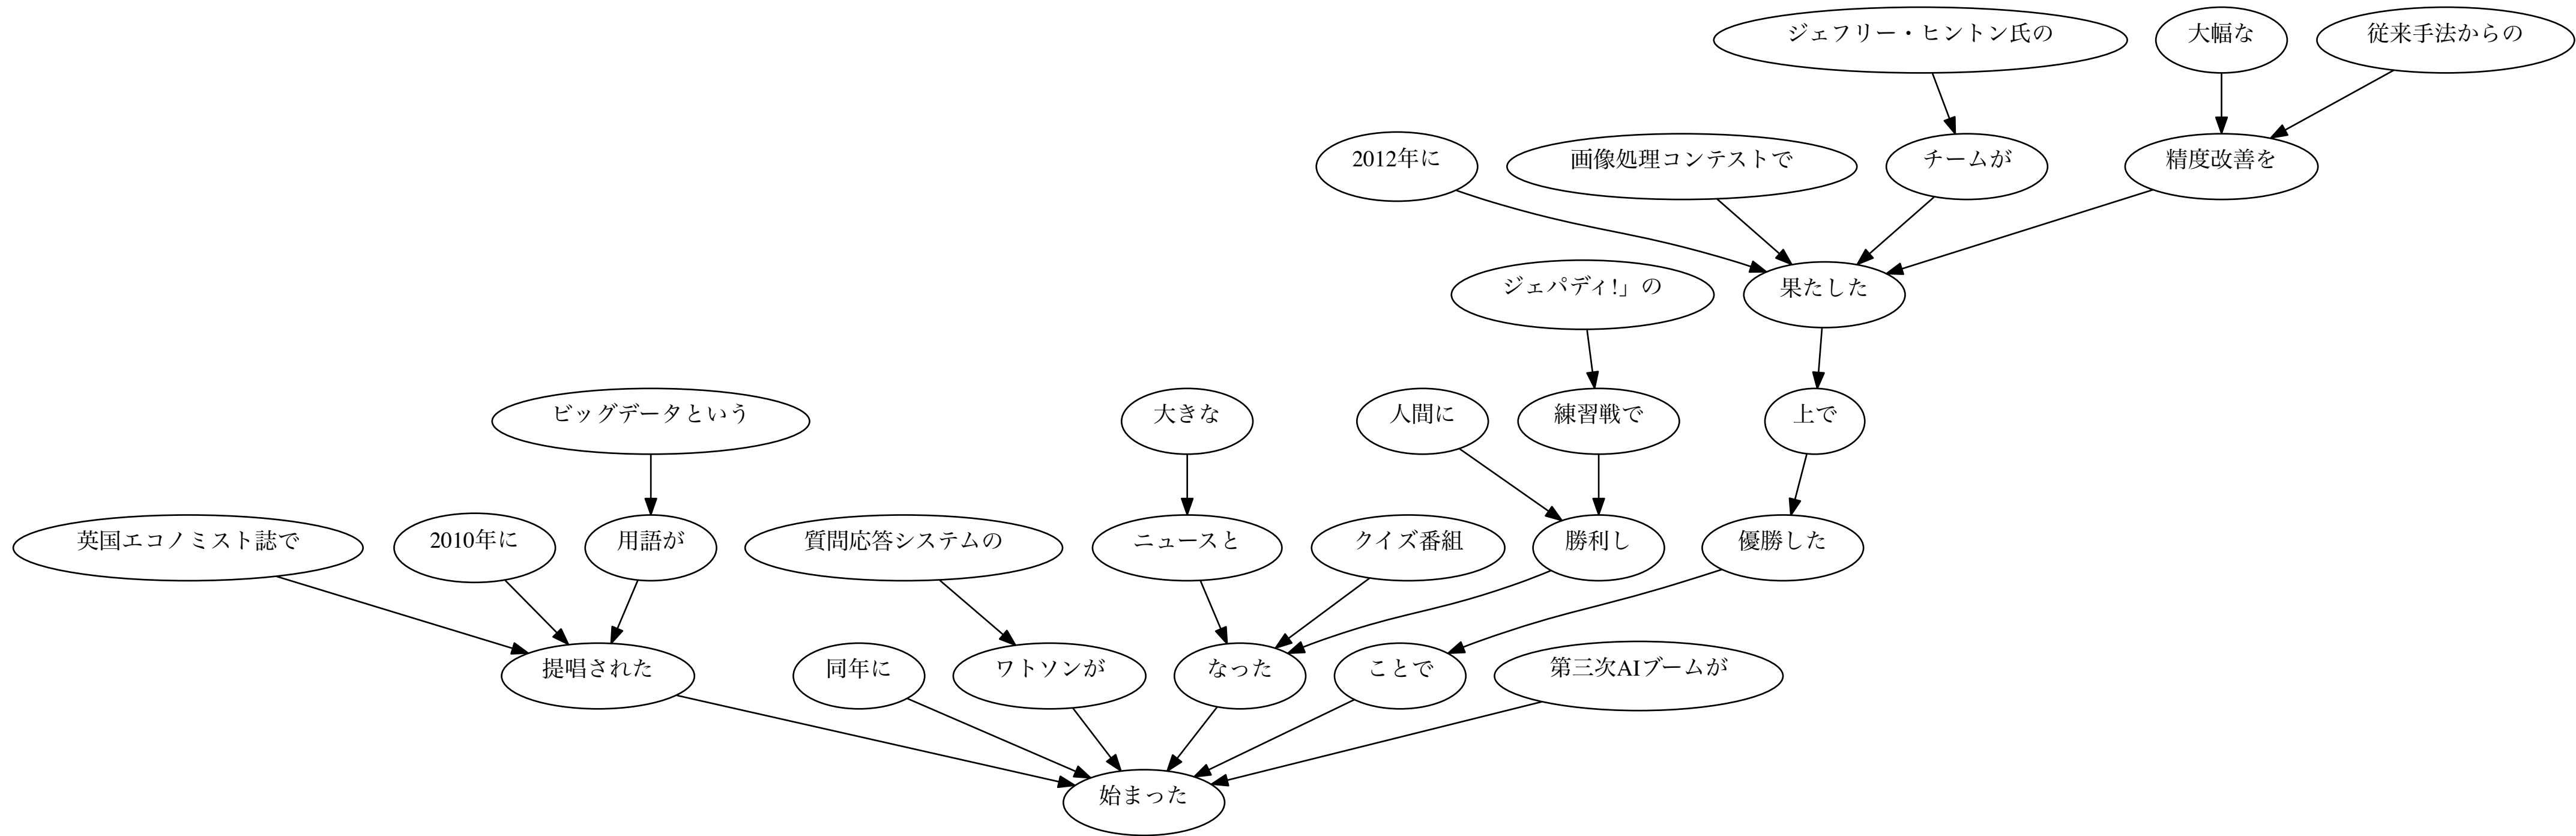 ジェフリー・ヒントン氏の
大幅な
従来手法からの
2012年に
画像処理コンテストで
チームが
精度改善を
ジェパディ!」の
果たした
ビッグデータという
大きな
人間に
練習戦で
上で
英国エコノミスト誌で
2010年に
用語が
質問応答システムの
ニュースと
クイズ番組
勝利し
優勝した
提唱された
同年に
ワトソンが
なった
ことで
第三次AIブームが
始まった